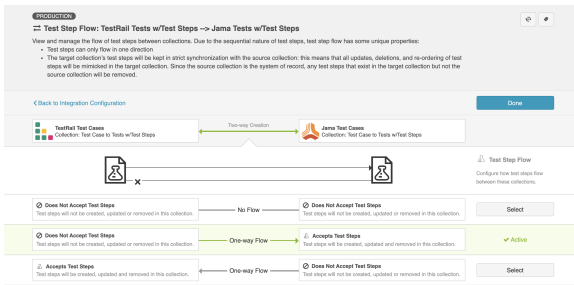 PRODUCTION
Test Step Flow: TestRail Tests w/Test Steps --> Jama Tests w/Test Steps
View and manage the flow of test steps between collections. Due to the sequential nature of test steps, test step flow has some unique properties:
• Test steps can only flow in one direction
• The target collection's test steps will be kept in strict synchronization with the source collection; this means that all updates, deletions, and re-ordering of test
steps will be mimicked in the target collection. Since the source collection is the system of record, any test steps that exist in the target collection but not the
source collection will be removed.
Back to Integration Configuration
Done
TestRail Test Cases
Collection: Test Case to Tests w/Test Steps
Two-way Creation
Jama Test Cases
Collection: Test Case to Tests w/Test Steps
Test Step Flow
Configure how test steps flow
between these collections.
Does Not Accept Test Steps
Test steps will not be created, updated or removed in this collection.
No Flow
Does Not Accept Test Steps
Test steps will not be created, updated or removed in this collection.
Select
Does Not Accept Test Steps
Test steps will not be created, updated or removed in this collection.
One-way Flow
Accepts Test Steps
Test steps will be created, updated and removed in this collection.
Active
Accepts Test Steps
Test steps will be created, updated and removed in this collection.
One-way Flow
Does Not Accept Test Steps
Test steps will not be created, updated or removed in this collection.
Select